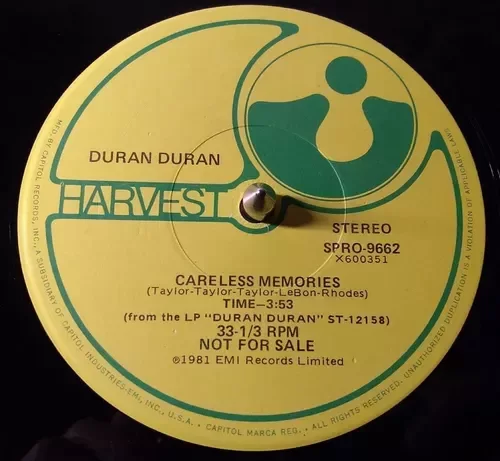 DURAN DURAN
HARVEST
STEREO
SPRO-9662
X600351
CARELESS MEMORIES
(Taylor-Taylor-Taylor-LeBon-Rhodes)
TIME—3:53
(from the LP "DURAN DURAN" ST-12158)
33-1/3 RPM
NOT FOR SALE
℗1981 EMI Records Limited
MFD. BY CAPITOL RECORDS, INC., A SUBSIDIARY OF CAPITOL INDUSTRIES-EMI, INC., U.S.A. • CAPITOL MARCA REG. • ALL RIGHTS RESERVED. UNAUTHORIZED DUPLICATION IS A VIOLATION OF APPLICABLE LAWS.